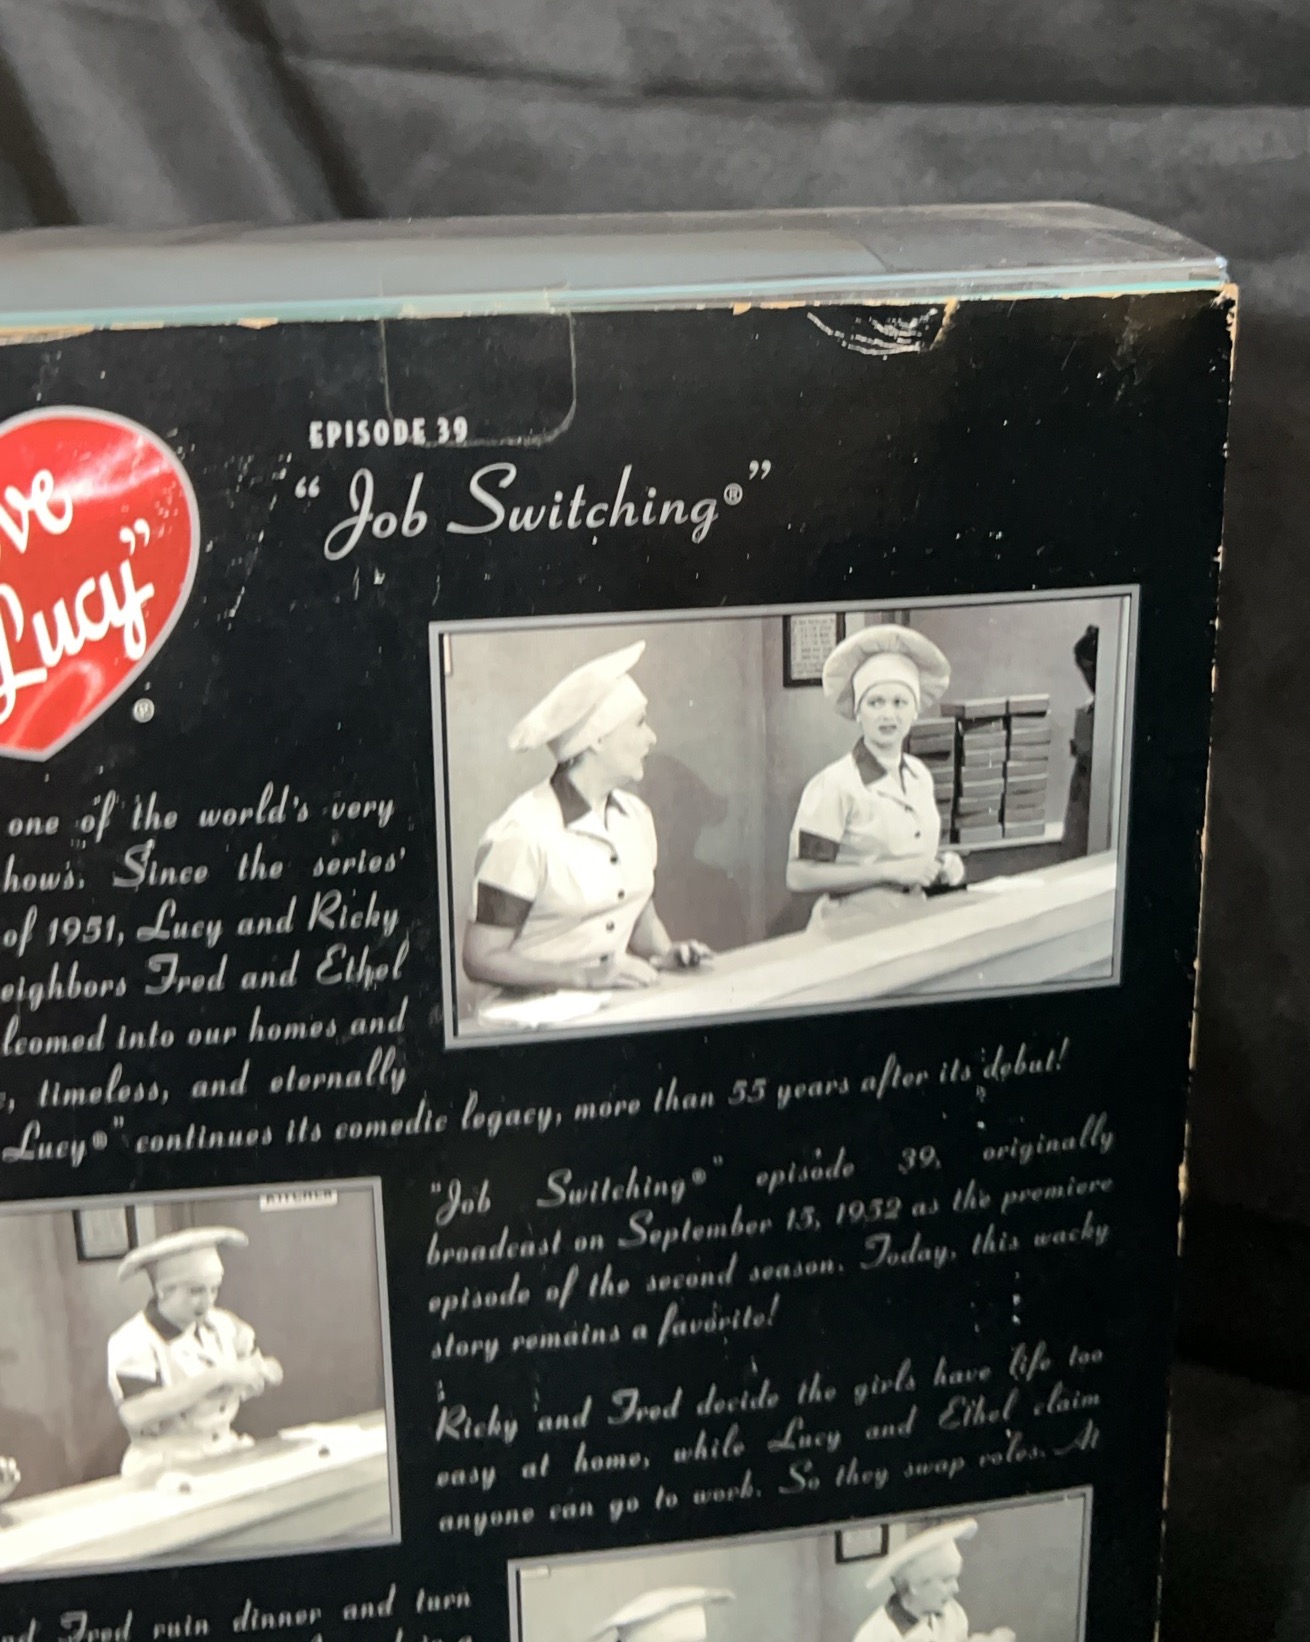 EPISODE 39
“Job Switching®”
ve
Lucy”
®
one of the world's very
hows. Since the series'
of 1951, Lucy and Ricky
eighbors Fred and Ethel
lcomed into our homes and
, timeless, and eternally
Lucy®” continues its comedic legacy, more than 55 years after its debut!
KITCHEN
“Job Switching®” episode 39, originally
broadcast on September 15, 1952 as the premiere
episode of the second season. Today, this wacky
story remains a favorite!
Ricky and Fred decide the girls have life too
easy at home, while Lucy and Ethel claim
anyone can go to work. So they swap roles. At
nd Fred ruin dinner and turn